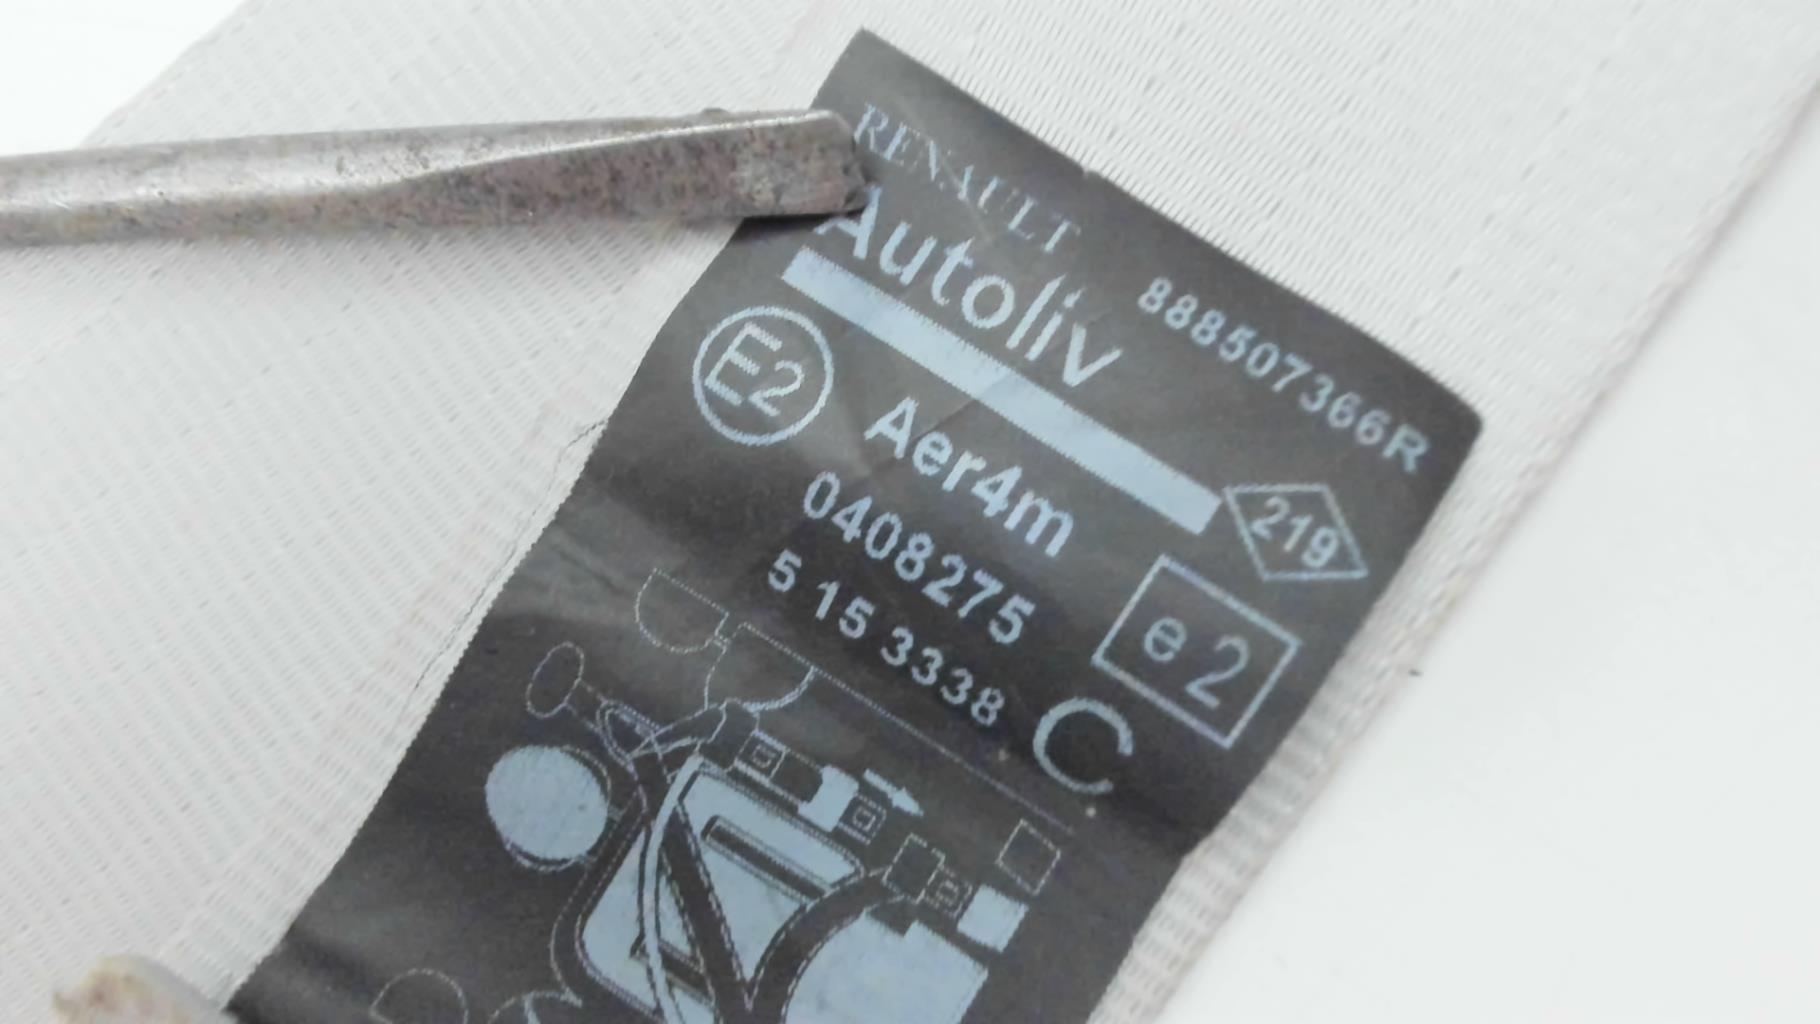 RENAULT
Autoliv
888507366R
E2
Aer4m
219
0408275
e2
5 15 3338
C